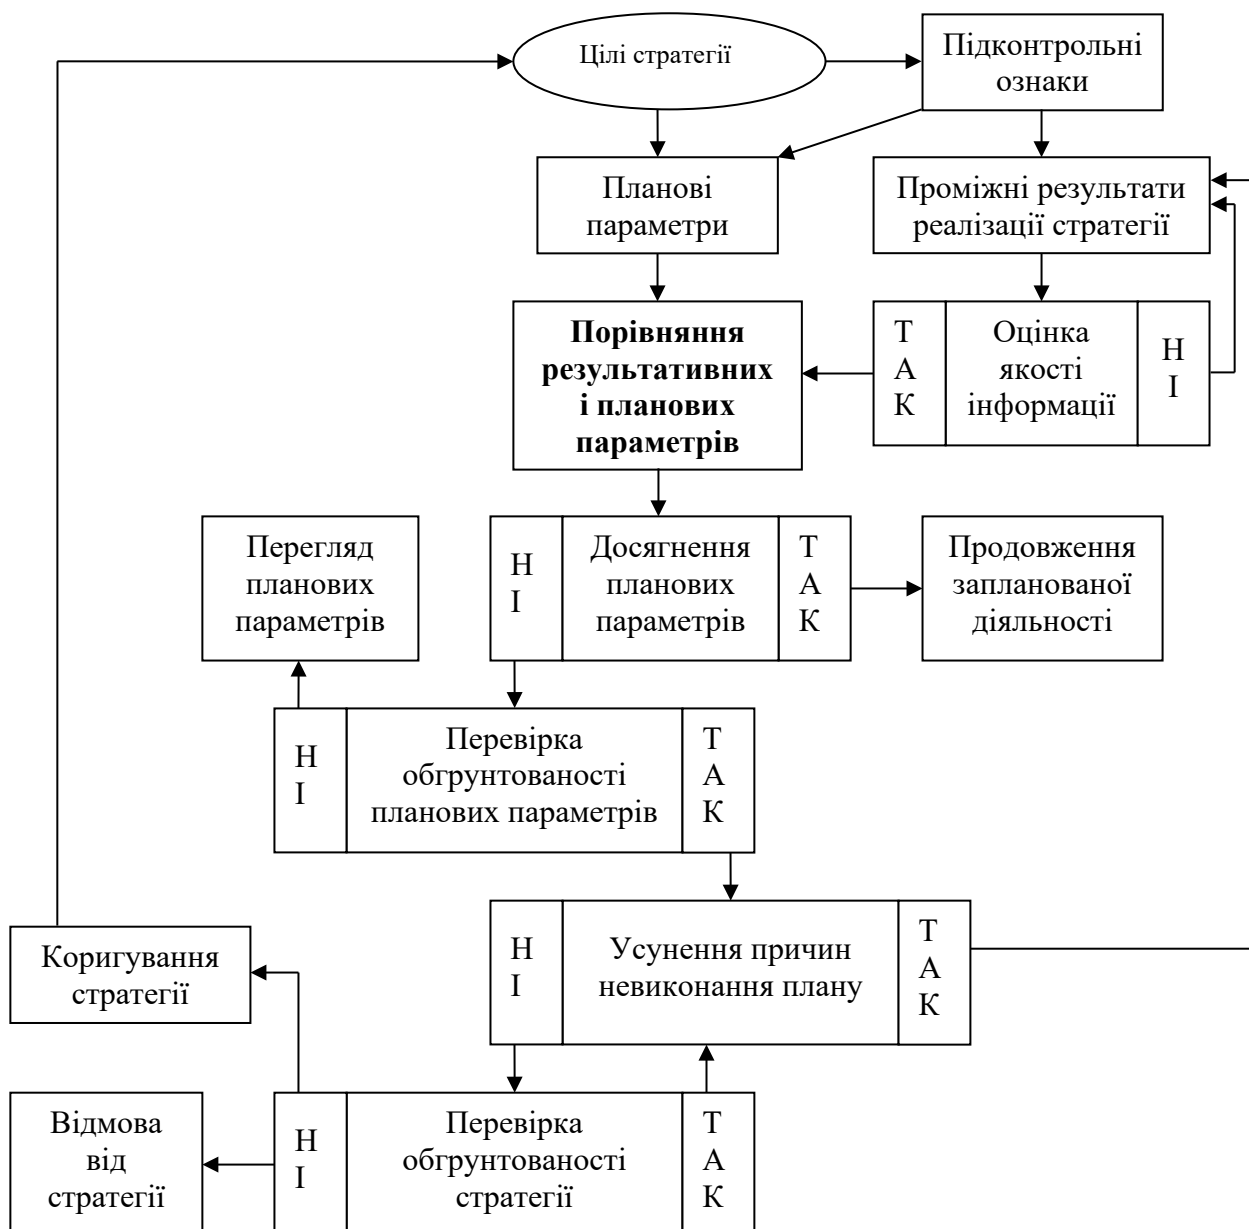 Цілі стратегії
Підконтрольні
ознаки
Планові
параметри
Проміжні результати
реалізації стратегії
Порівняння
результативних
і планових
параметрів
Т
А
К
Оцінка
якості
інформації
Н
І
Перегляд
планових
параметрів
Н
І
Досягнення
планових
параметрів
Т
А
К
Продовження
запланованої
діяльності
Н
І
Перевірка
обгрунтованості
планових параметрів
Т
А
К
Коригування
стратегії
Н
І
Усунення причин
невиконання плану
Т
А
К
Відмова
від
стратегії
Н
І
Перевірка
обгрунтованості
стратегії
Т
А
К